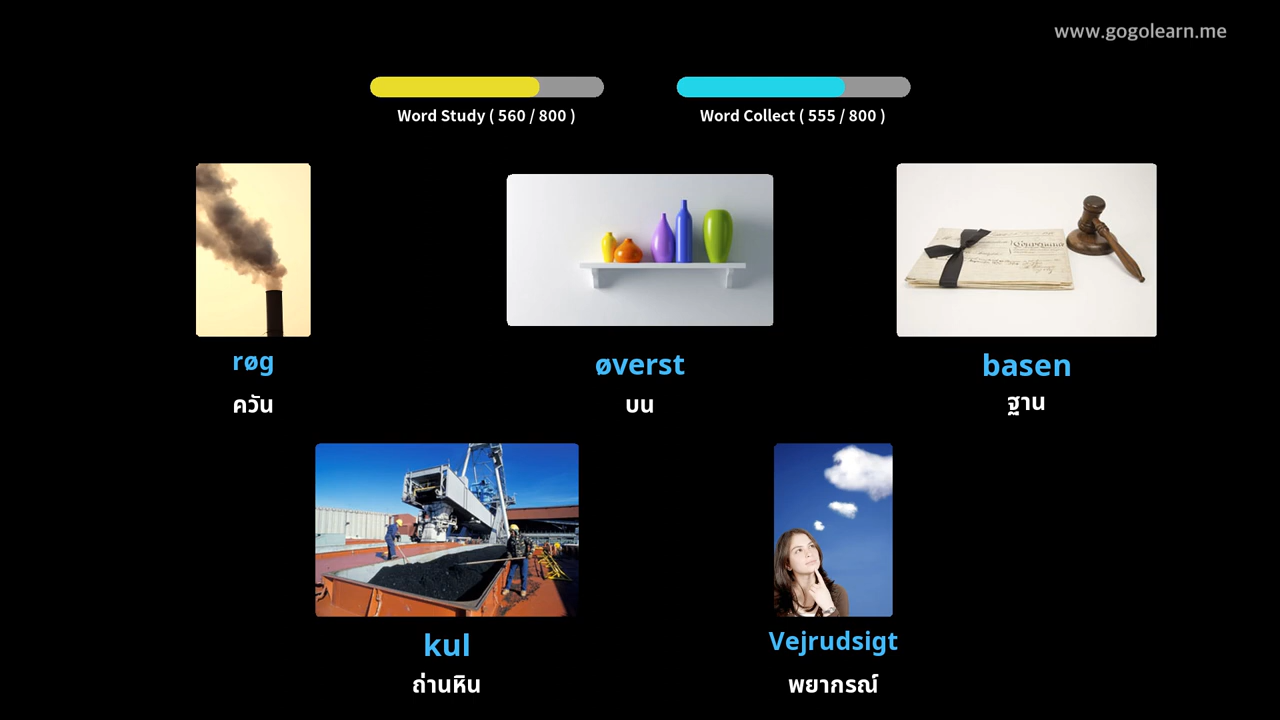 www.gogolearn.me
Word Study ( 560 / 800 )
Word Collect ( 555 / 800 )
røg
øverst
basen
ควัน
บน
ฐาน
kul
Vejrudsigt
ถ่านหิน
พยากรณ์